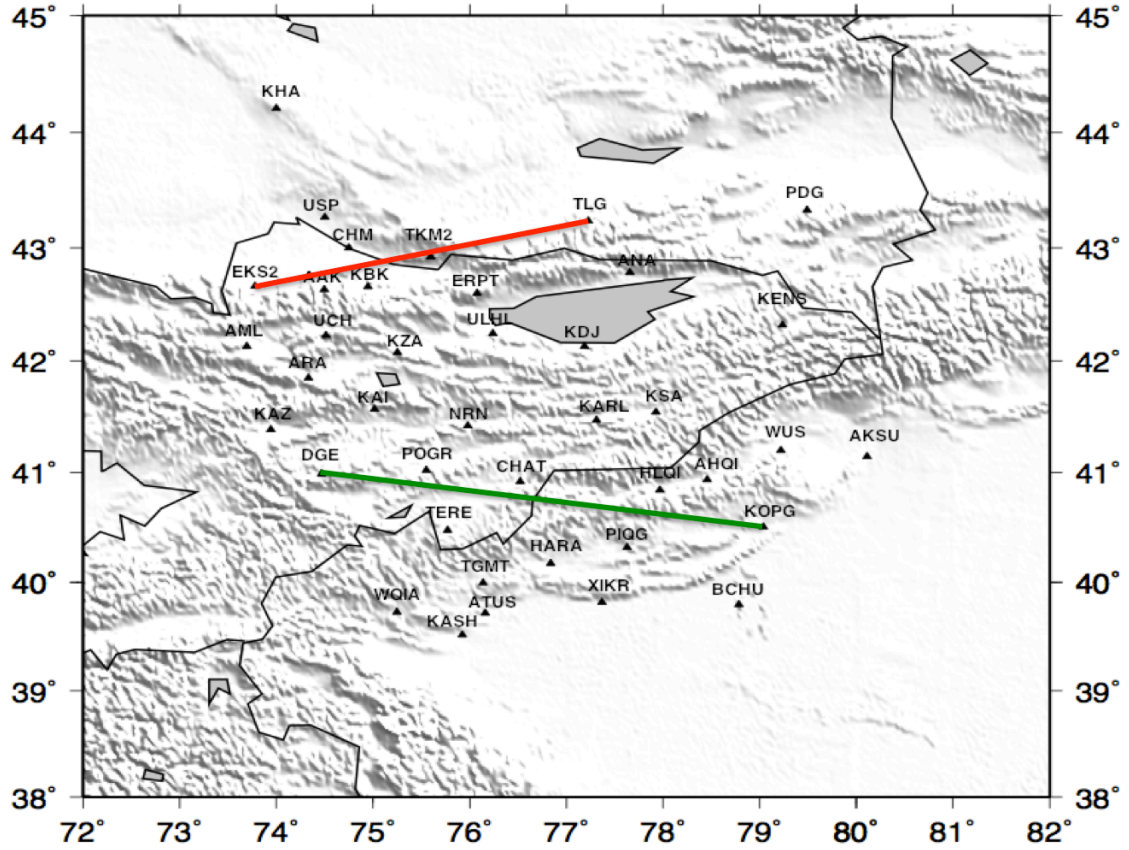 45° 45°
KHA
44° 44°
PDG
USP TLG
CHM TKM2
43° 43°
ANA
EKS2 AAK KBK ERPT
KENS
AML UCH ULHL
KZA KDJ
42° 42°
ARA
KAI KSA
KAZ NRN KARL
WUS AKSU
DGE POGR
CHAT HLQI AHQI
41° 41°
TERE KOPG
PIQG
HARA
TGMT
40° 40°
WQIA ATUS XIKR BCHU
KASH
39° 39°
38° 38°
72° 73° 74° 75° 76° 77° 78° 79° 80° 81° 82°